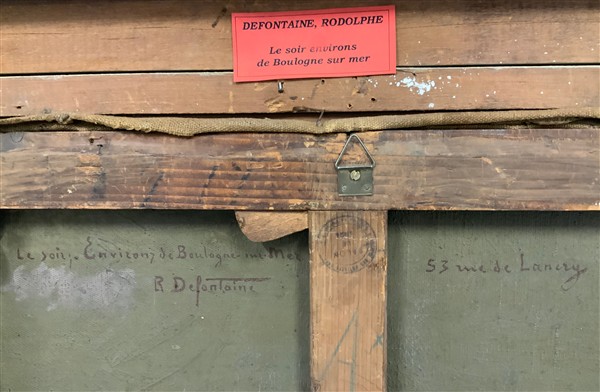 DEFONTAINE, RODOLPHE
Le soir environs
de Boulogne sur mer
Le soir, Environs de Boulogne-sur-Mer
R Defontaine
53 rue de Lancry